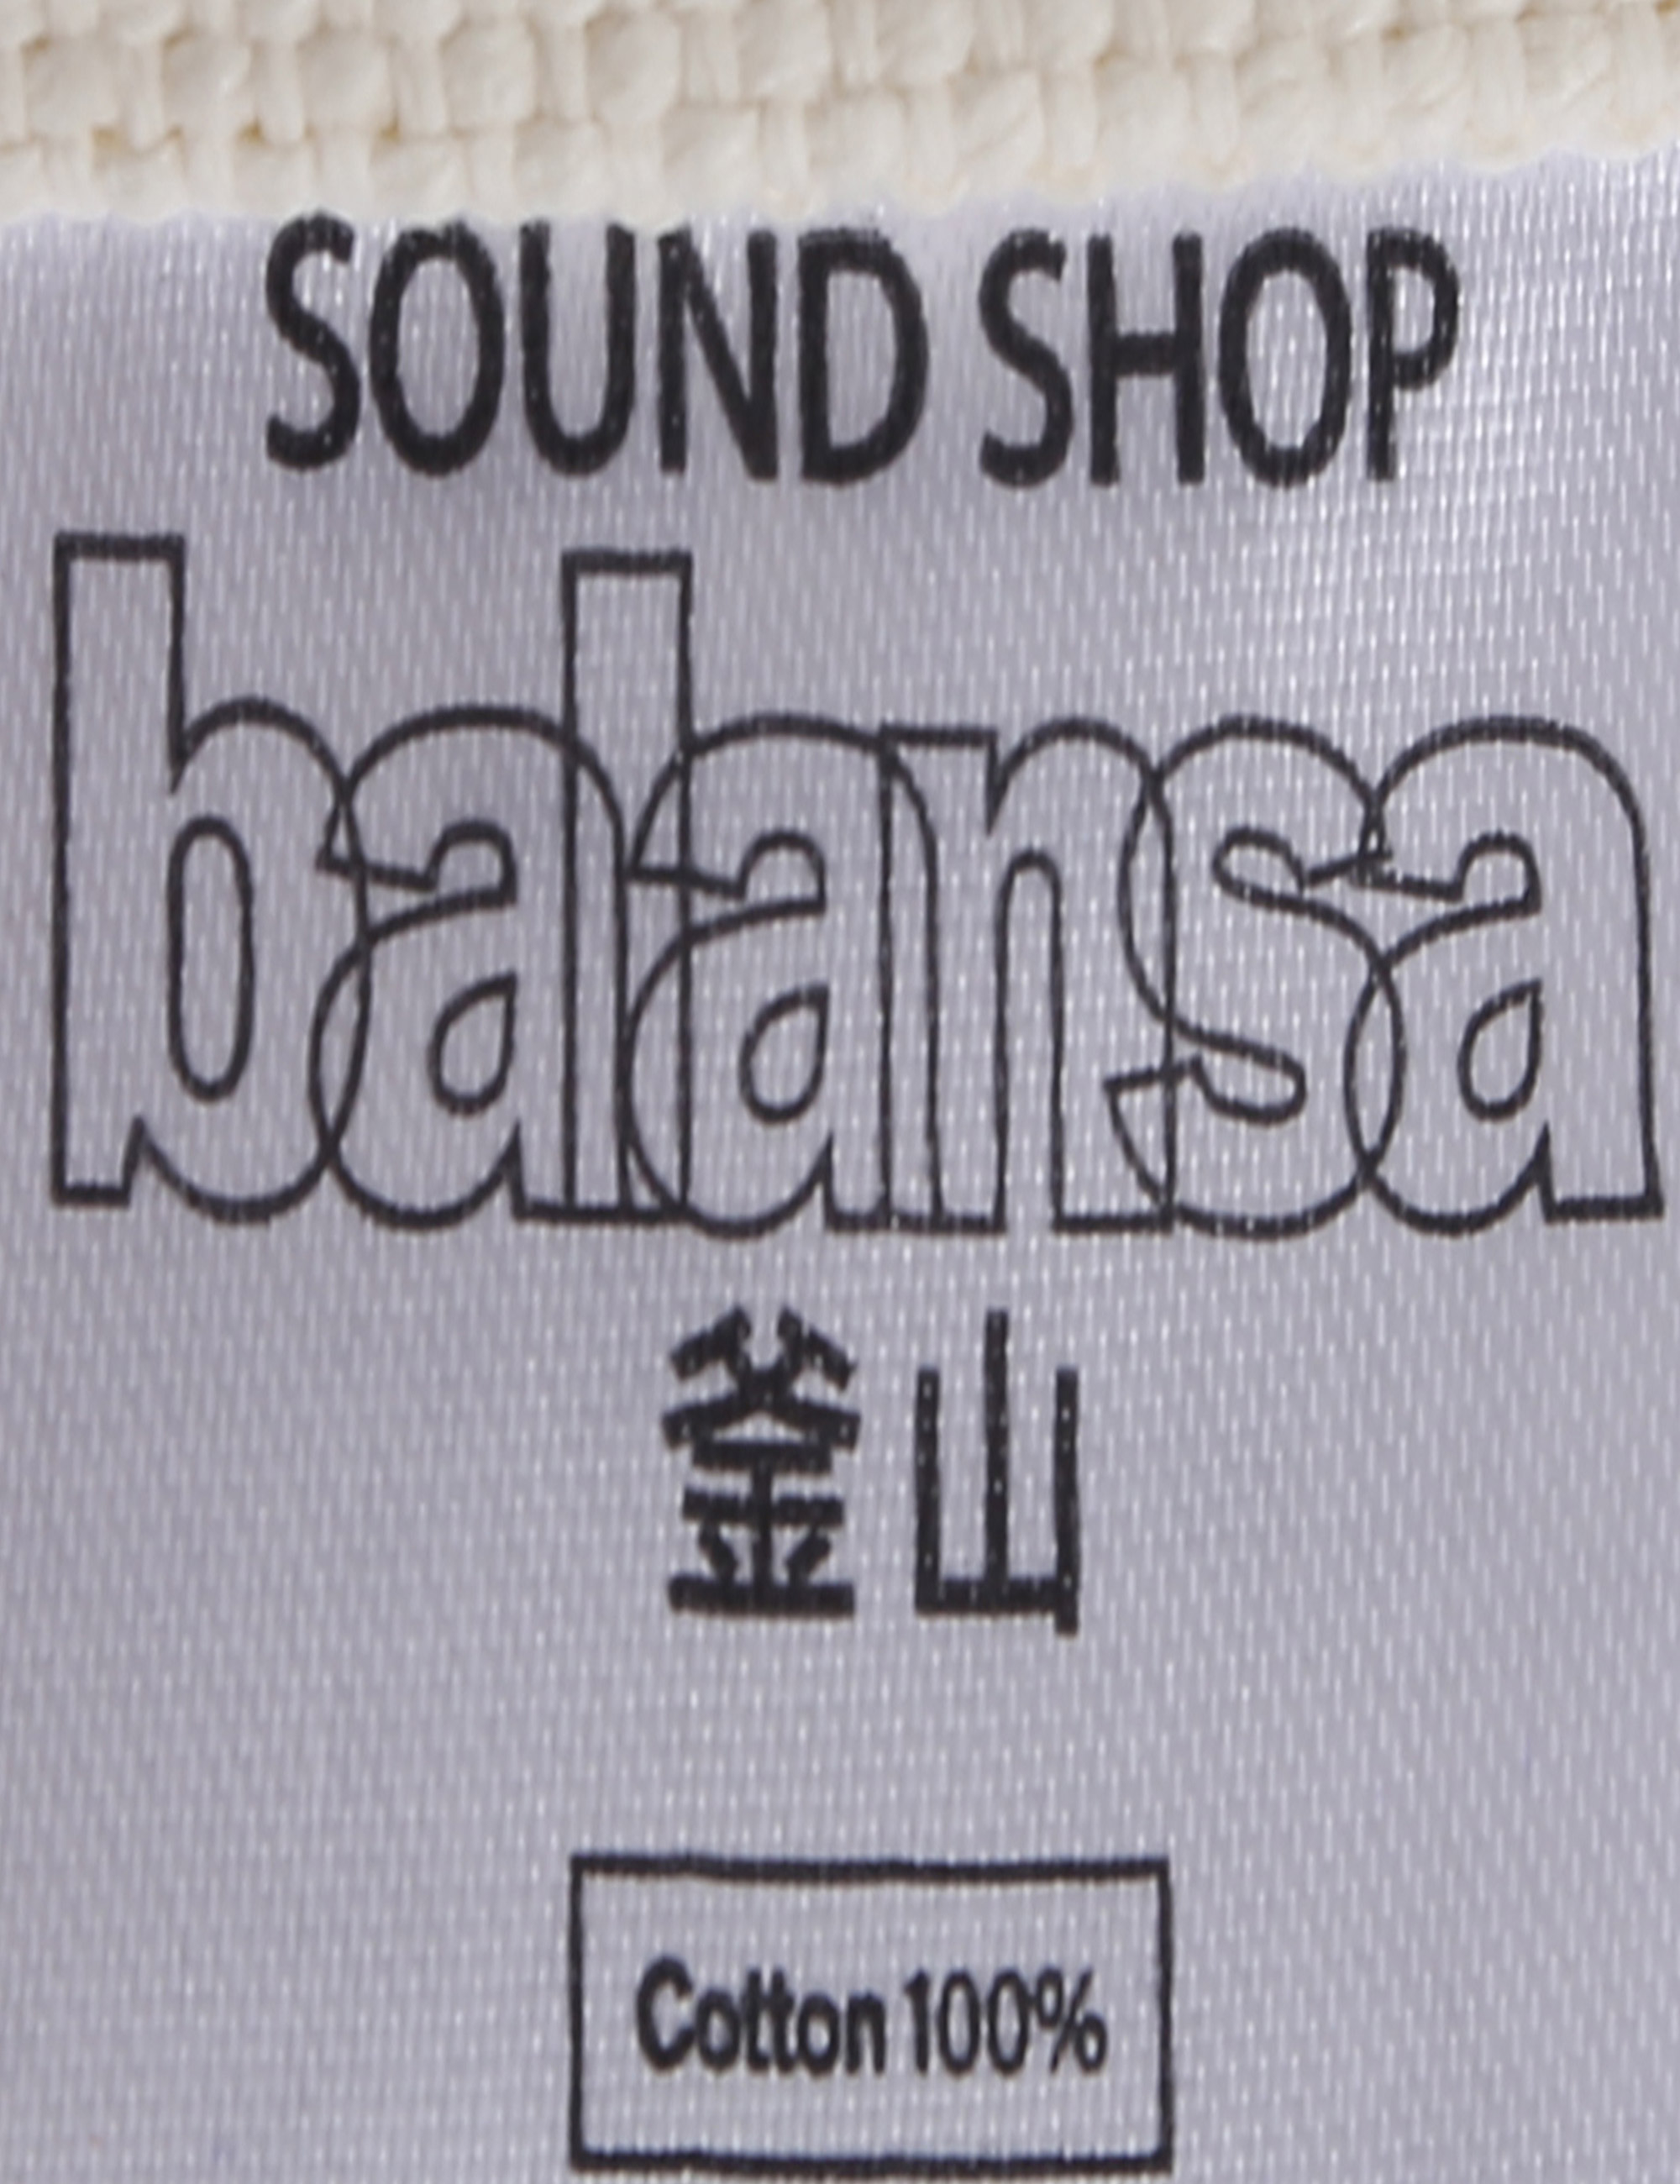 SOUND SHOP
balansa
釜山
Cotton 100%